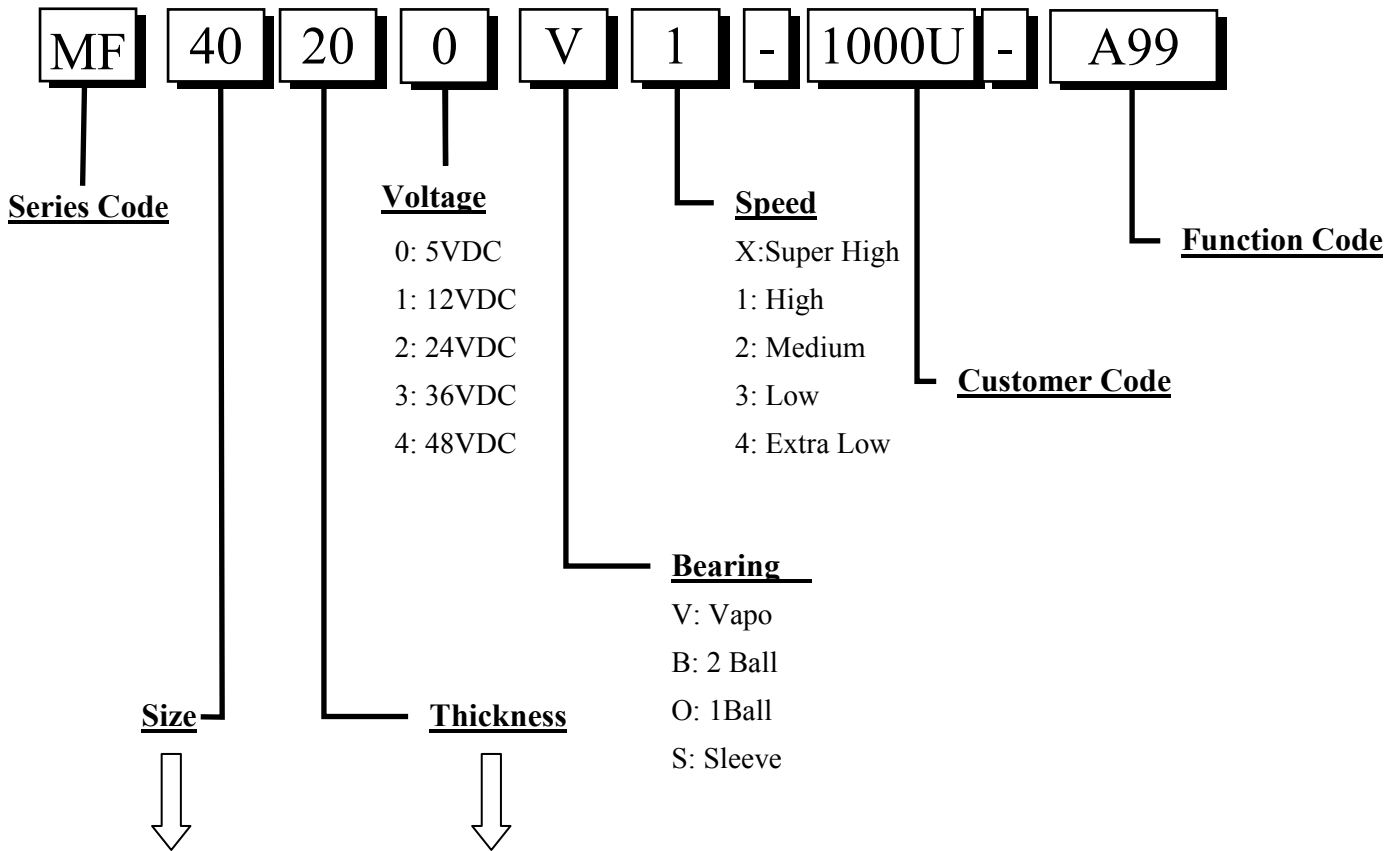 MF 40 20 0 V 1 - 1000U - A99
Series Code
Voltage
0: 5VDC
1: 12VDC
2: 24VDC
3: 36VDC
4: 48VDC
Speed
X:Super High
1: High
2: Medium
3: Low
4: Extra Low
Function Code
Customer Code
Bearing
V: Vapo
B: 2 Ball
O: 1Ball
S: Sleeve
Size
Thickness